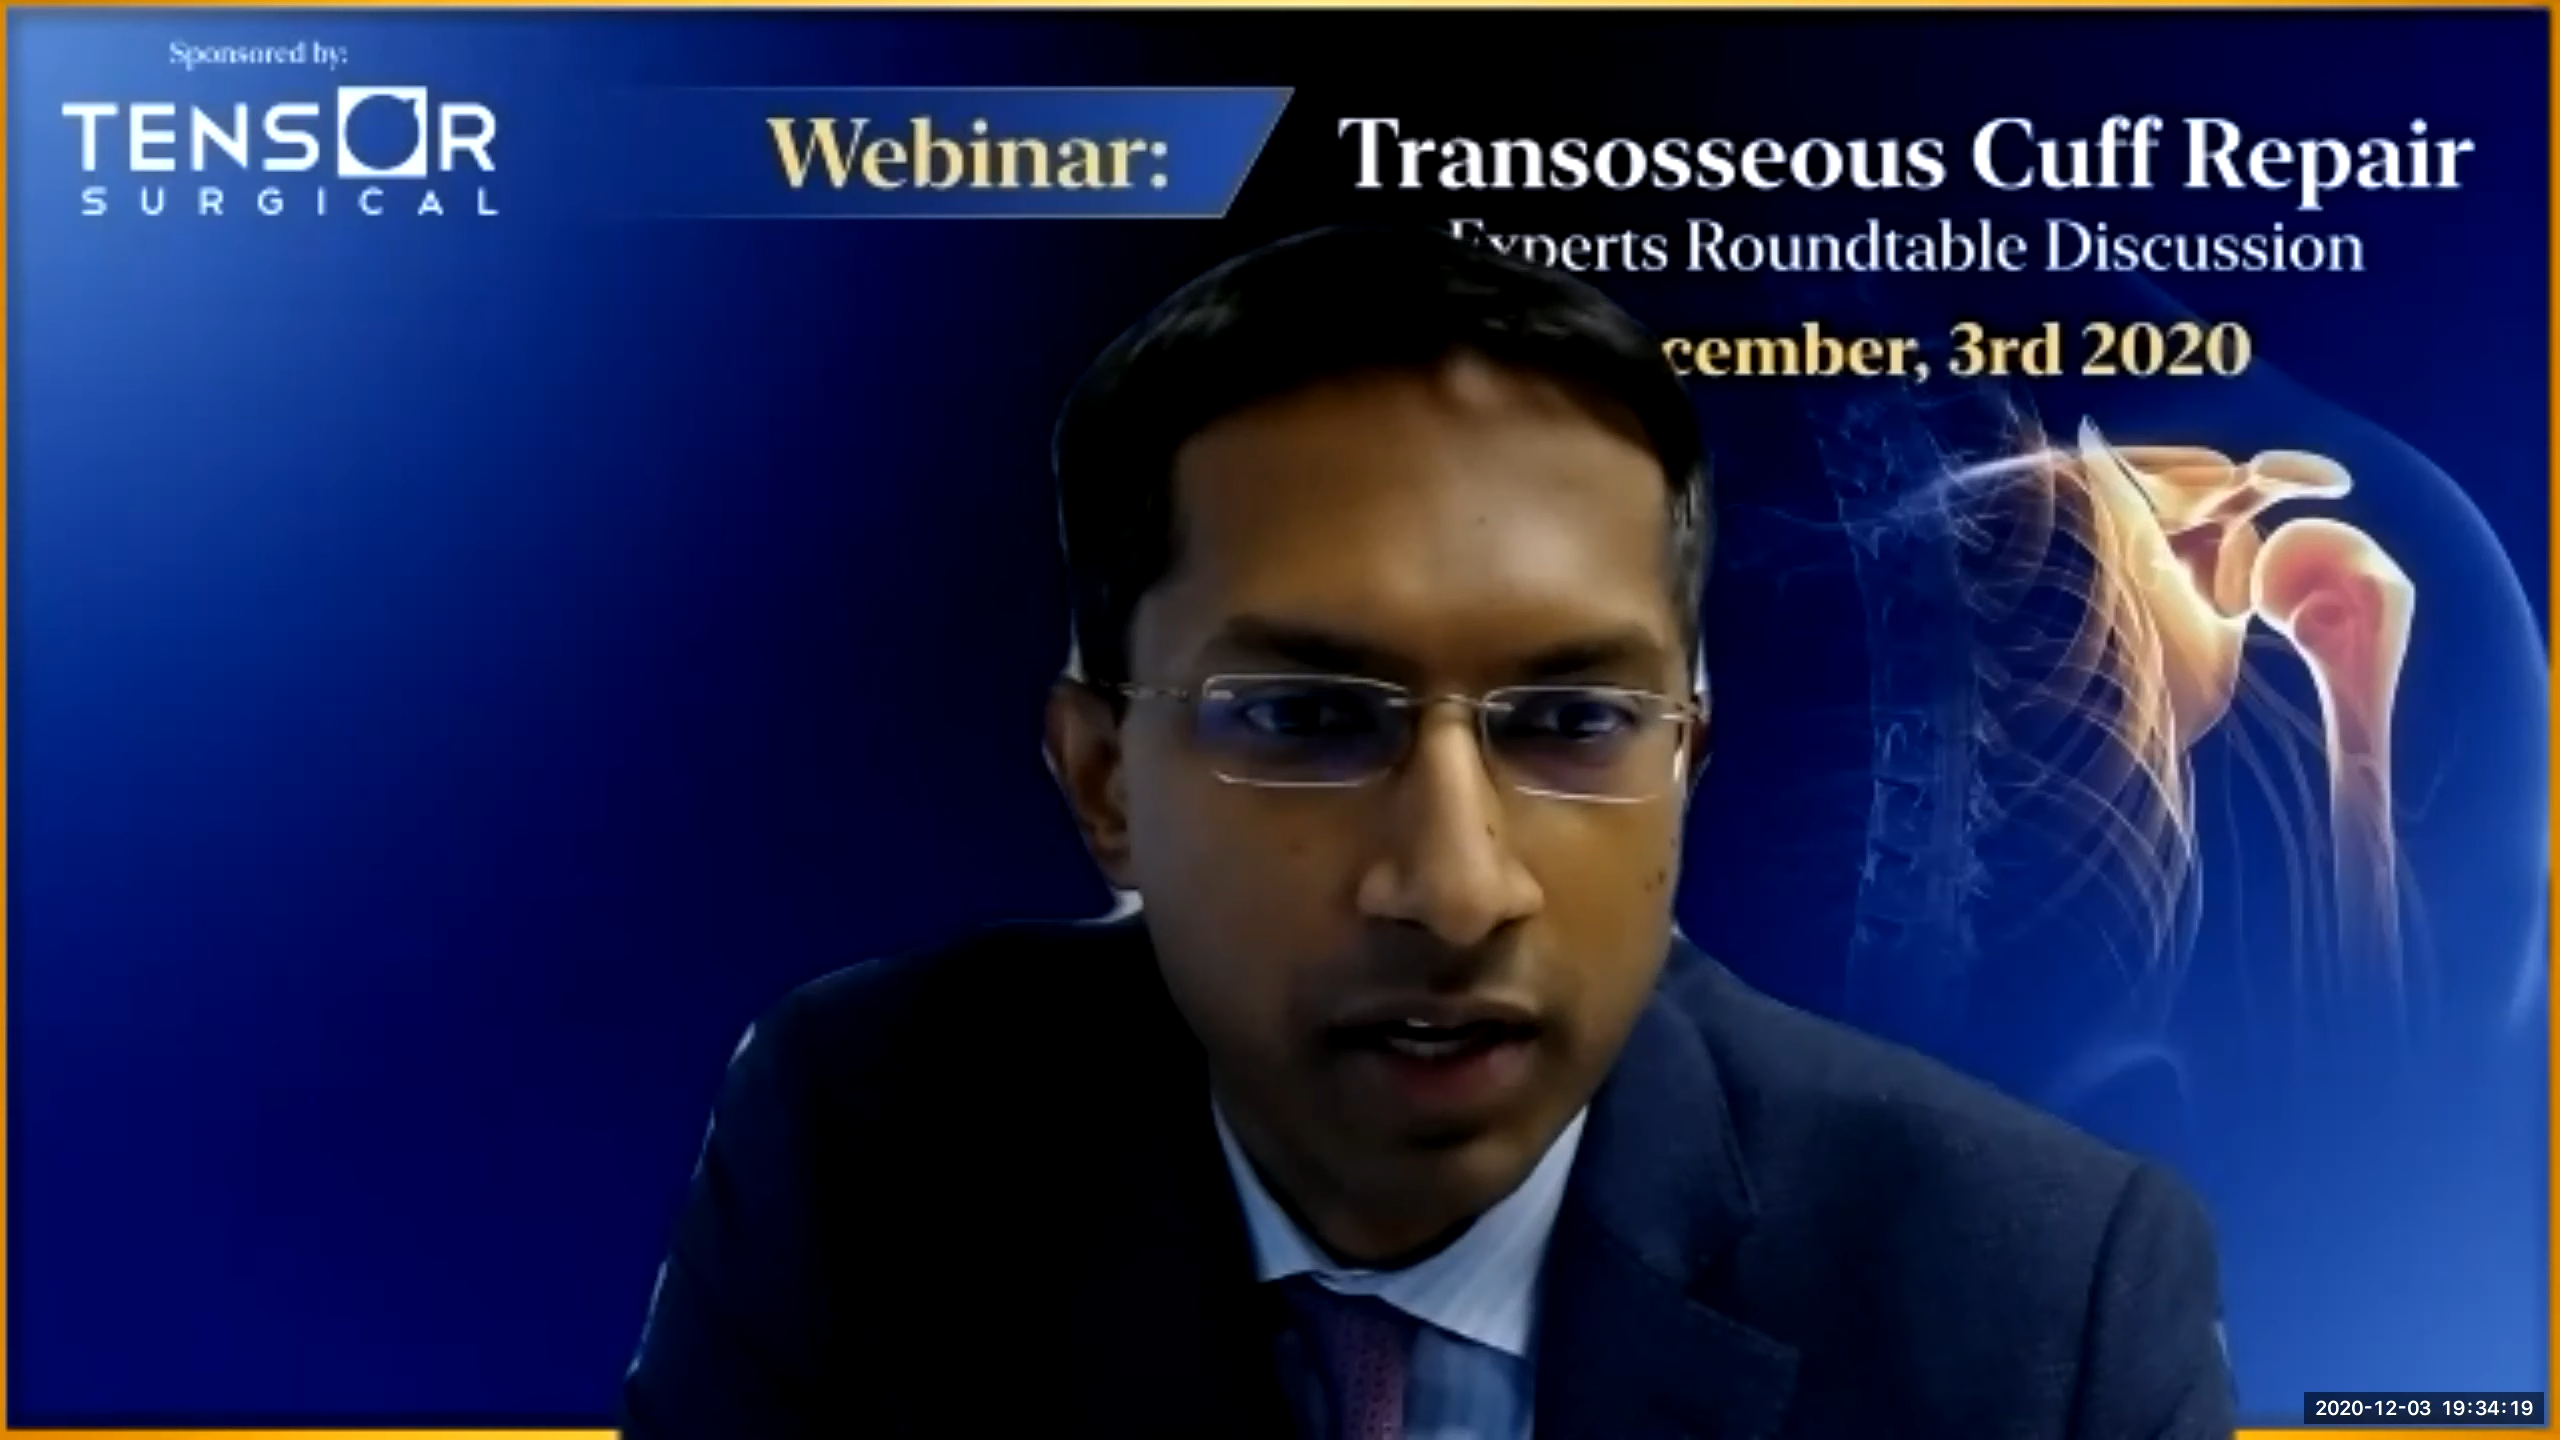 Sponsored by:
TENSOR
SURGICAL
Webinar:
Transosseous Cuff Repair
Experts Roundtable Discussion
cember, 3rd 2020
2020-12-03 19:34:19